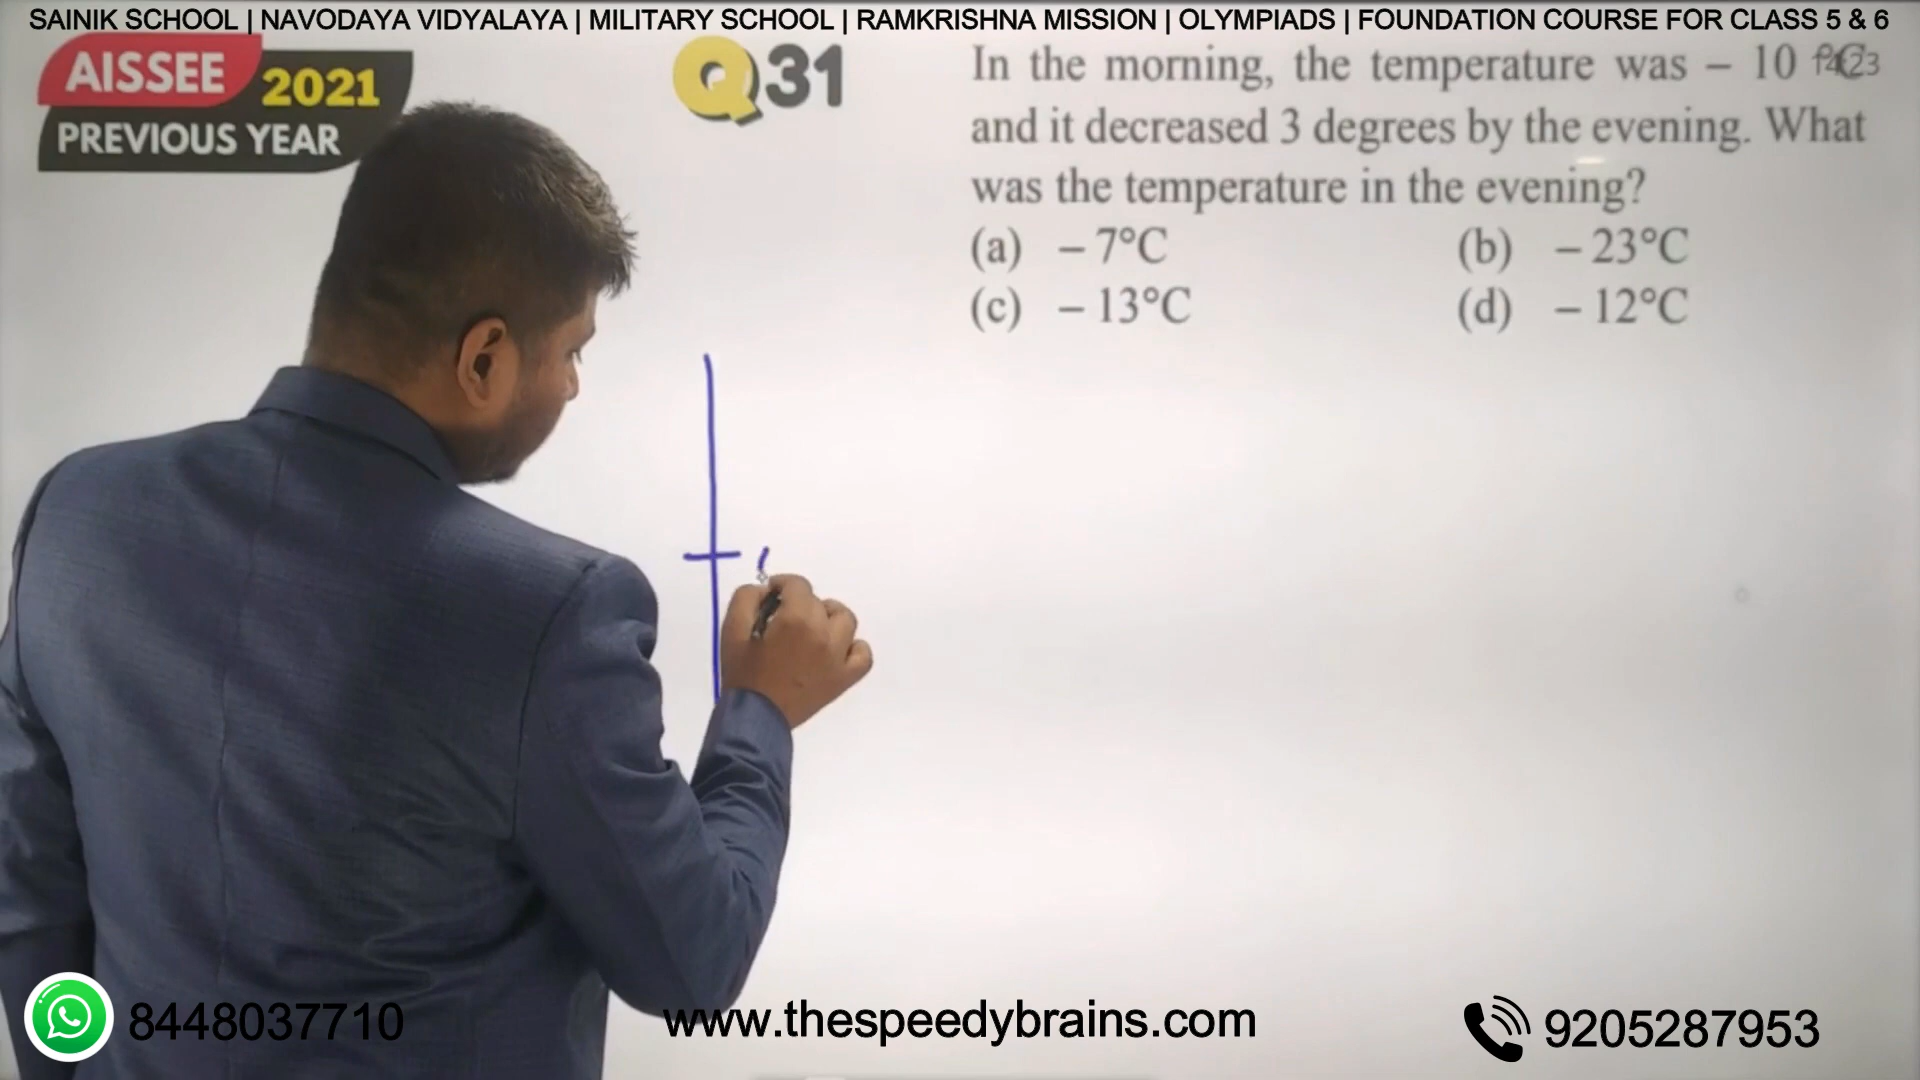 SAINIK SCHOOL | NAVODAYA VIDYALAYA | MILITARY SCHOOL | RAMKRISHNA MISSION | OLYMPIADS | FOUNDATION COURSE FOR CLASS 5 & 6
AISSEE 2021
PREVIOUS YEAR
Q31
In the morning, the temperature was – 10
and it decreased 3 degrees by the evening. What
was the temperature in the evening?
(a) – 7°C (b) – 23°C
(c) – 13°C (d) – 12°C
8448037710
www.thespeedybrains.com
9205287953